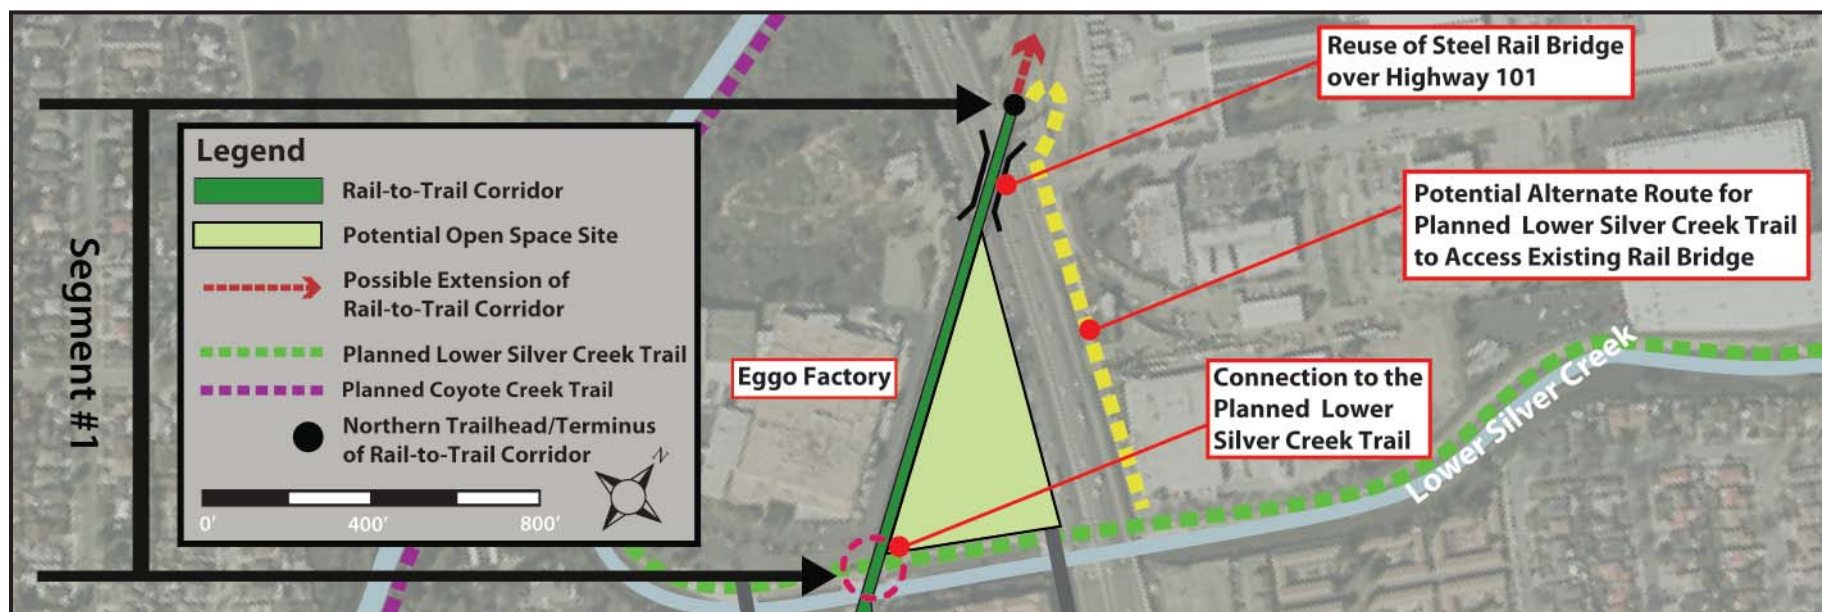 Segment #1
Legend
Rail-to-Trail Corridor
Potential Open Space Site
Possible Extension of
Rail-to-Trail Corridor
Planned Lower Silver Creek Trail
Planned Coyote Creek Trail
Northern Trailhead/Terminus
of Rail-to-Trail Corridor
N
0’ 400’ 800’
Reuse of Steel Rail Bridge
over Highway 101
Potential Alternate Route for
Planned Lower Silver Creek Trail
to Access Existing Rail Bridge
Eggo Factory
Connection to the
Planned Lower
Silver Creek Trail
Lower Silver Creek